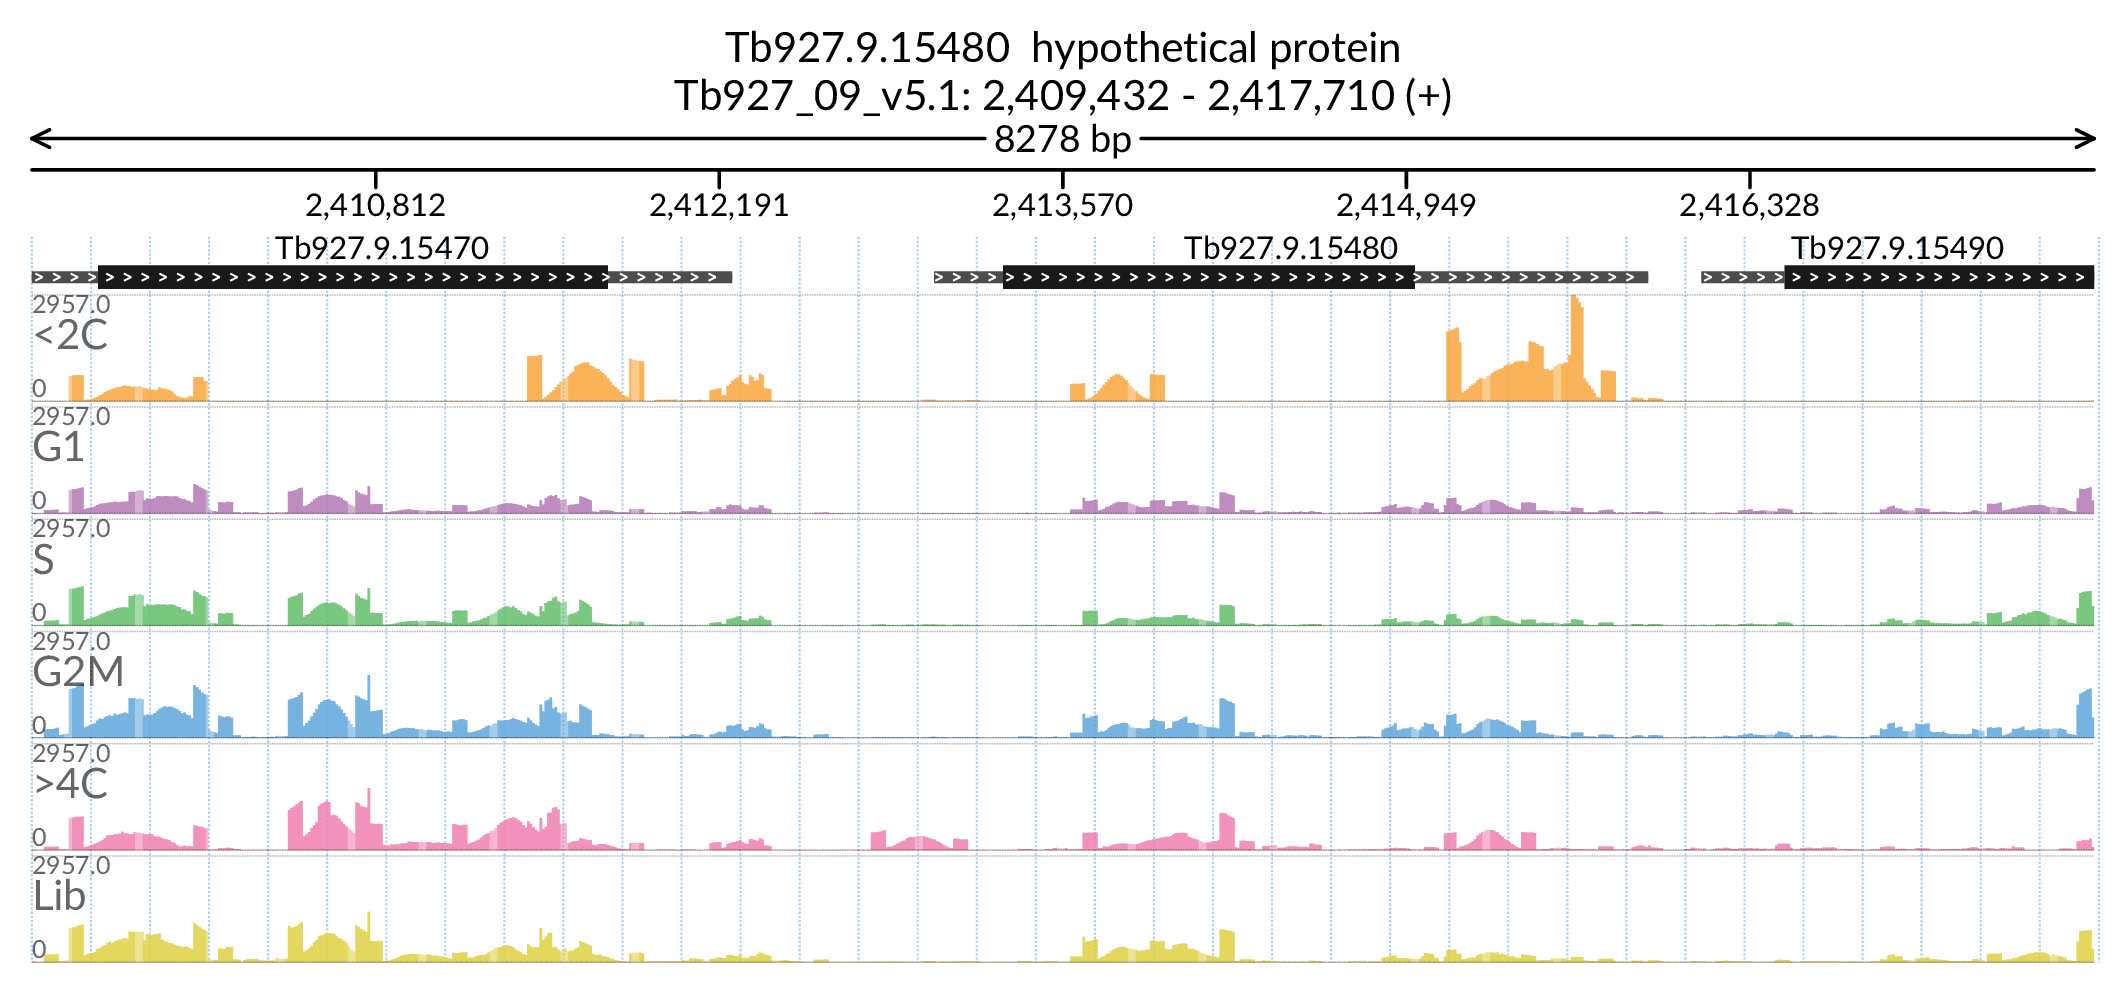 Tb927.9.15480 hypothetical protein
Tb927_09_v5.1: 2,409,432 - 2,417,710 (+)
8278 bp
2,410,812 2,412,191 2,413,570 2,414,949 2,416,328
Tb927.9.15470 Tb927.9.15480 Tb927.9.15490
2957.0
<2C
0
2957.0
G1
0
2957.0
S
0
2957.0
G2M
0
2957.0
>4C
0
2957.0
Lib
0